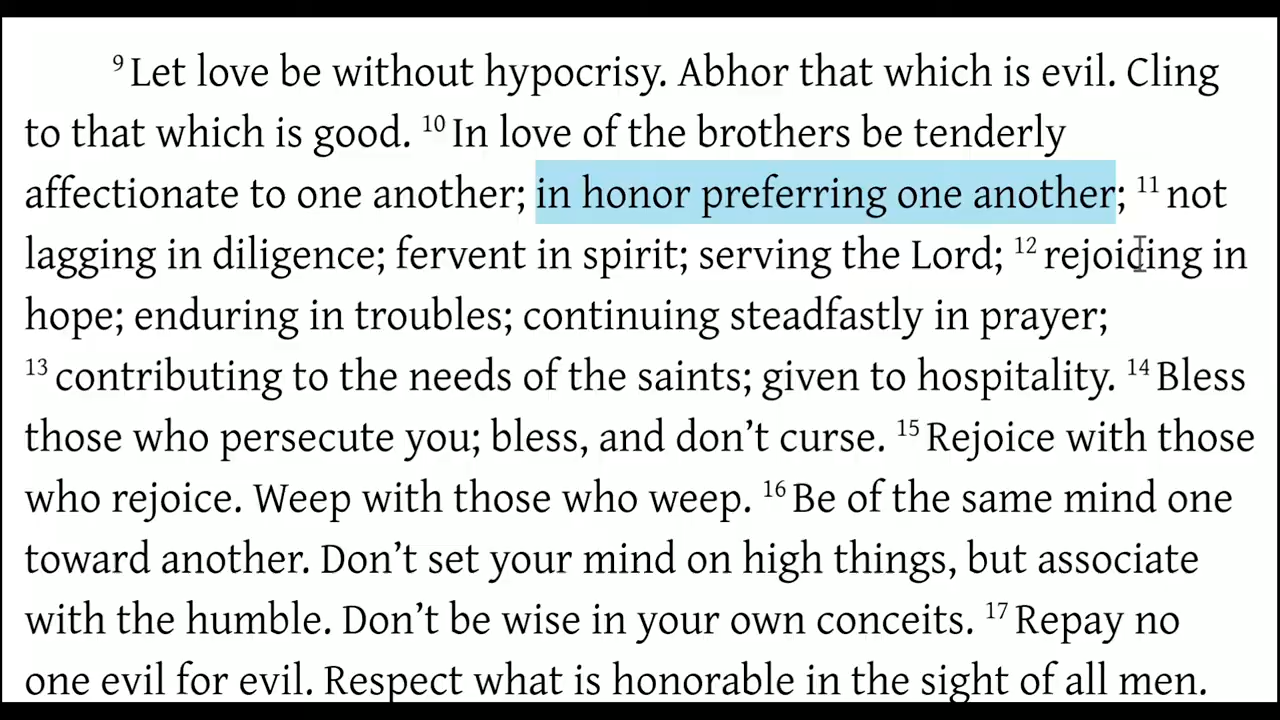 9 Let love be without hypocrisy. Abhor that which is evil. Cling
to that which is good. 10 In love of the brothers be tenderly
affectionate to one another; in honor preferring one another; 11 not
lagging in diligence; fervent in spirit; serving the Lord; 12 rejoicing in
hope; enduring in troubles; continuing steadfastly in prayer;
13 contributing to the needs of the saints; given to hospitality. 14 Bless
those who persecute you; bless, and don’t curse. 15 Rejoice with those
who rejoice. Weep with those who weep. 16 Be of the same mind one
toward another. Don’t set your mind on high things, but associate
with the humble. Don’t be wise in your own conceits. 17 Repay no
one evil for evil. Respect what is honorable in the sight of all men.